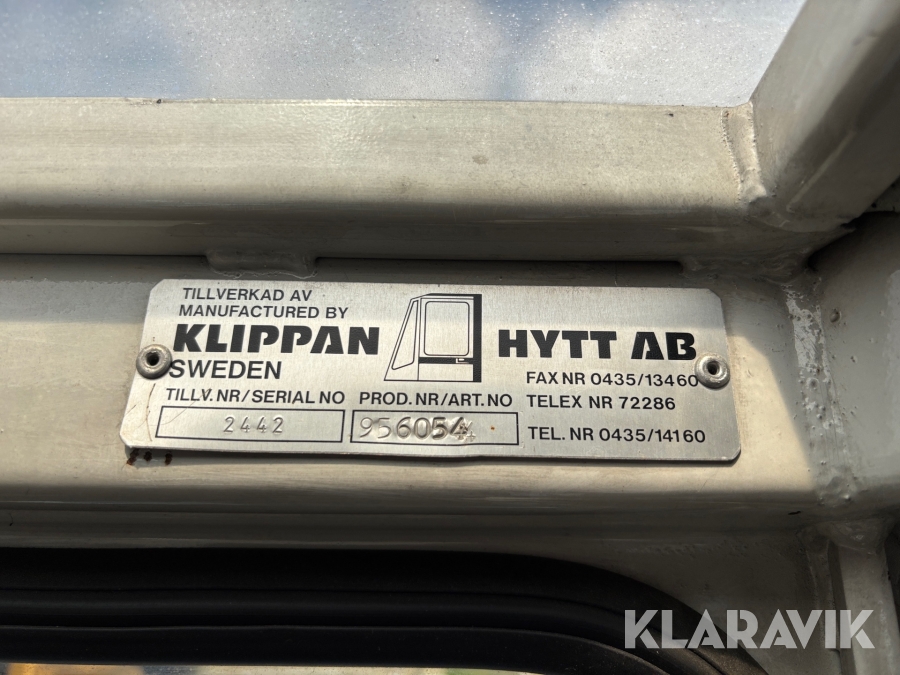 TILLVERKAD AV
MANUFACTURED BY
KLIPPAN HYTT AB
SWEDEN
FAX NR 0435/13460
TILLV.NR/SERIAL NO PROD.NR/ART.NO TELEX NR 72286
2442 956054
TEL. NR 0435/14160
KLARAVIK